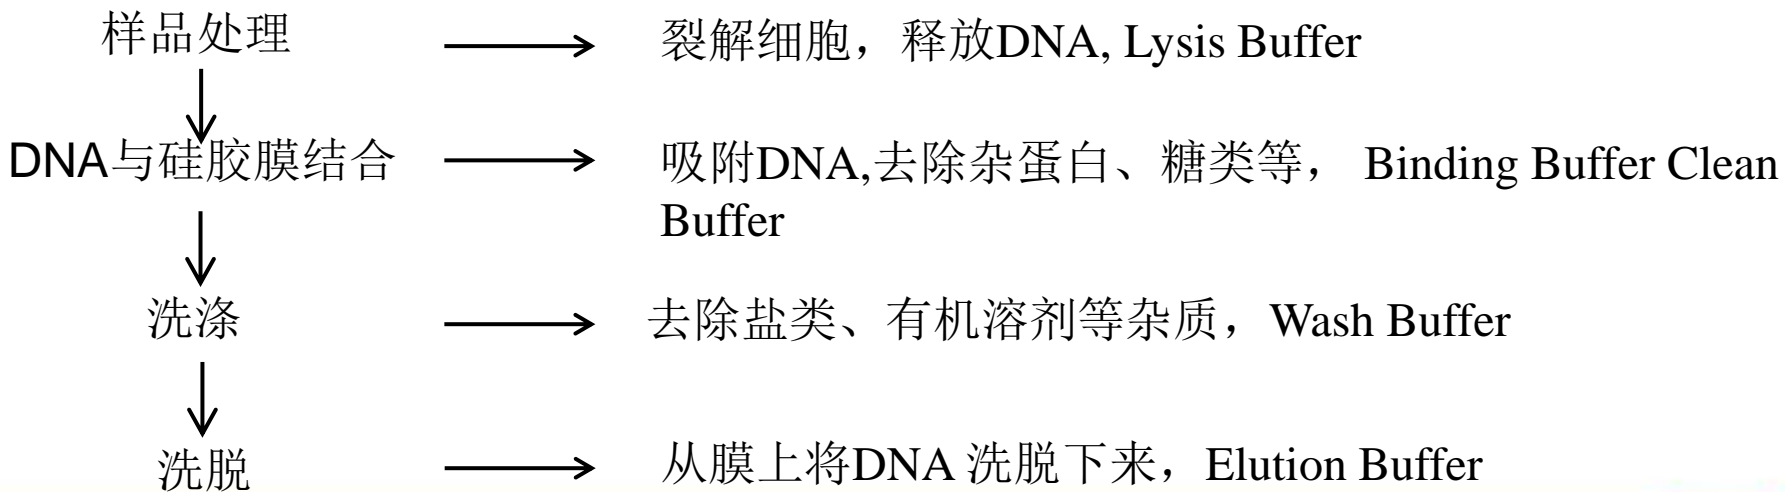 样品处理
裂解细胞，释放DNA, Lysis Buffer
DNA与硅胶膜结合
吸附DNA,去除杂蛋白、糖类等， Binding Buffer Clean
Buffer
洗涤
去除盐类、有机溶剂等杂质，Wash Buffer
洗脱
从膜上将DNA 洗脱下来，Elution Buffer